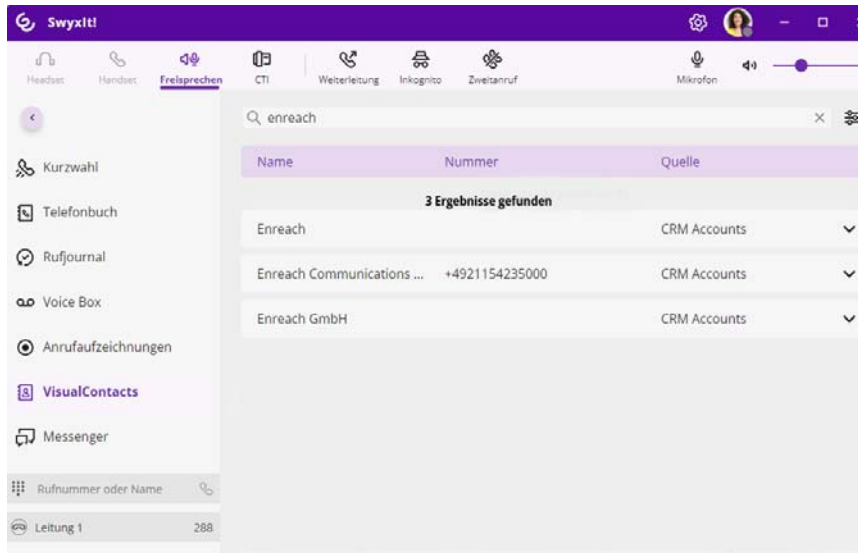 SwyxIt!
Headset Handset Freisprechen CTI Weiterleitung Inkognito Zweitanruf Mikrofon
enreach
Name Nummer Quelle
3 Ergebnisse gefunden
Enreach CRM Accounts
Enreach Communications ... +4921154235000 CRM Accounts
Enreach GmbH CRM Accounts
Kurzwahl
Telefonbuch
Rufjournal
Voice Box
Anrufaufzeichnungen
VisualContacts
Messenger
Rufnummer oder Name
Leitung 1 288